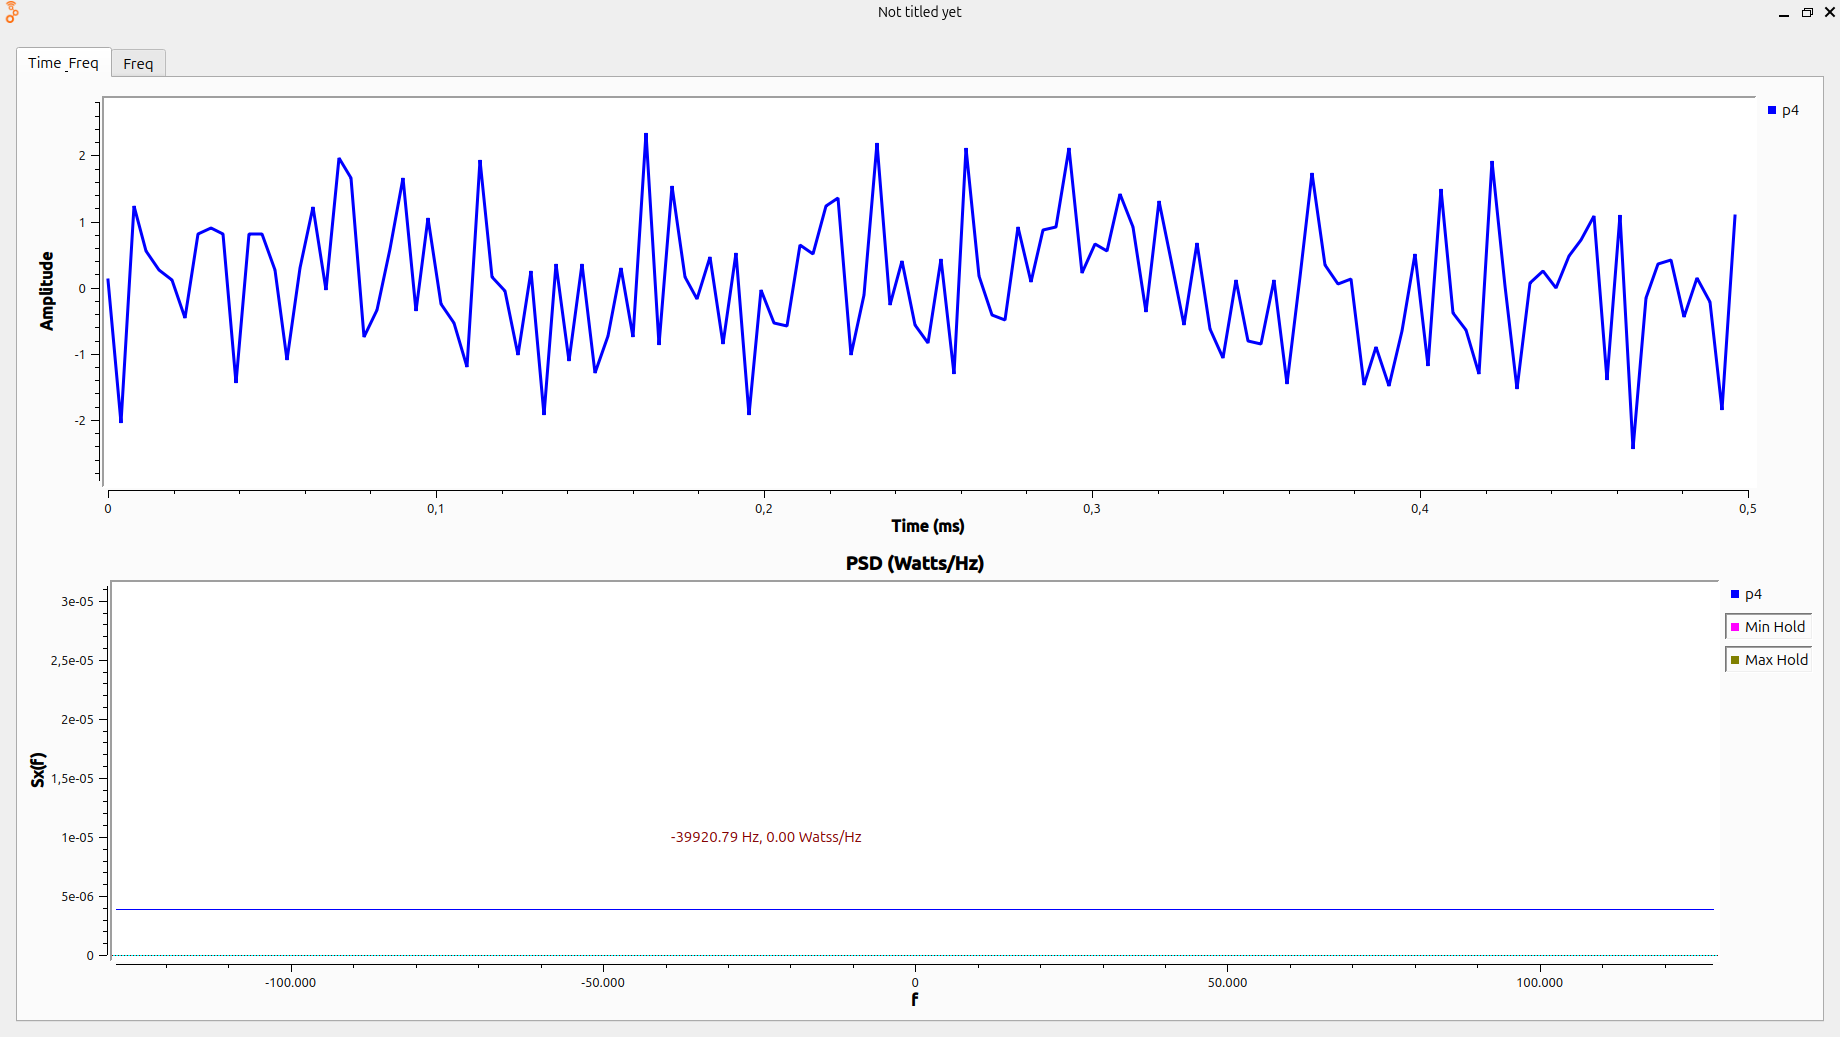 Not titled yet
Time_Freq
Freq
p4
Amplitude
2
1
0
-1
-2
0
0,1
0,2
0,3
0,4
0,5
Time (ms)
PSD (Watts/Hz)
p4
Min Hold
Max Hold
Sx(f)
3e-05
2,5e-05
2e-05
1,5e-05
1e-05
5e-06
0
-39920.79 Hz, 0.00 Watss/Hz
-100.000
-50.000
0
50.000
100.000
f